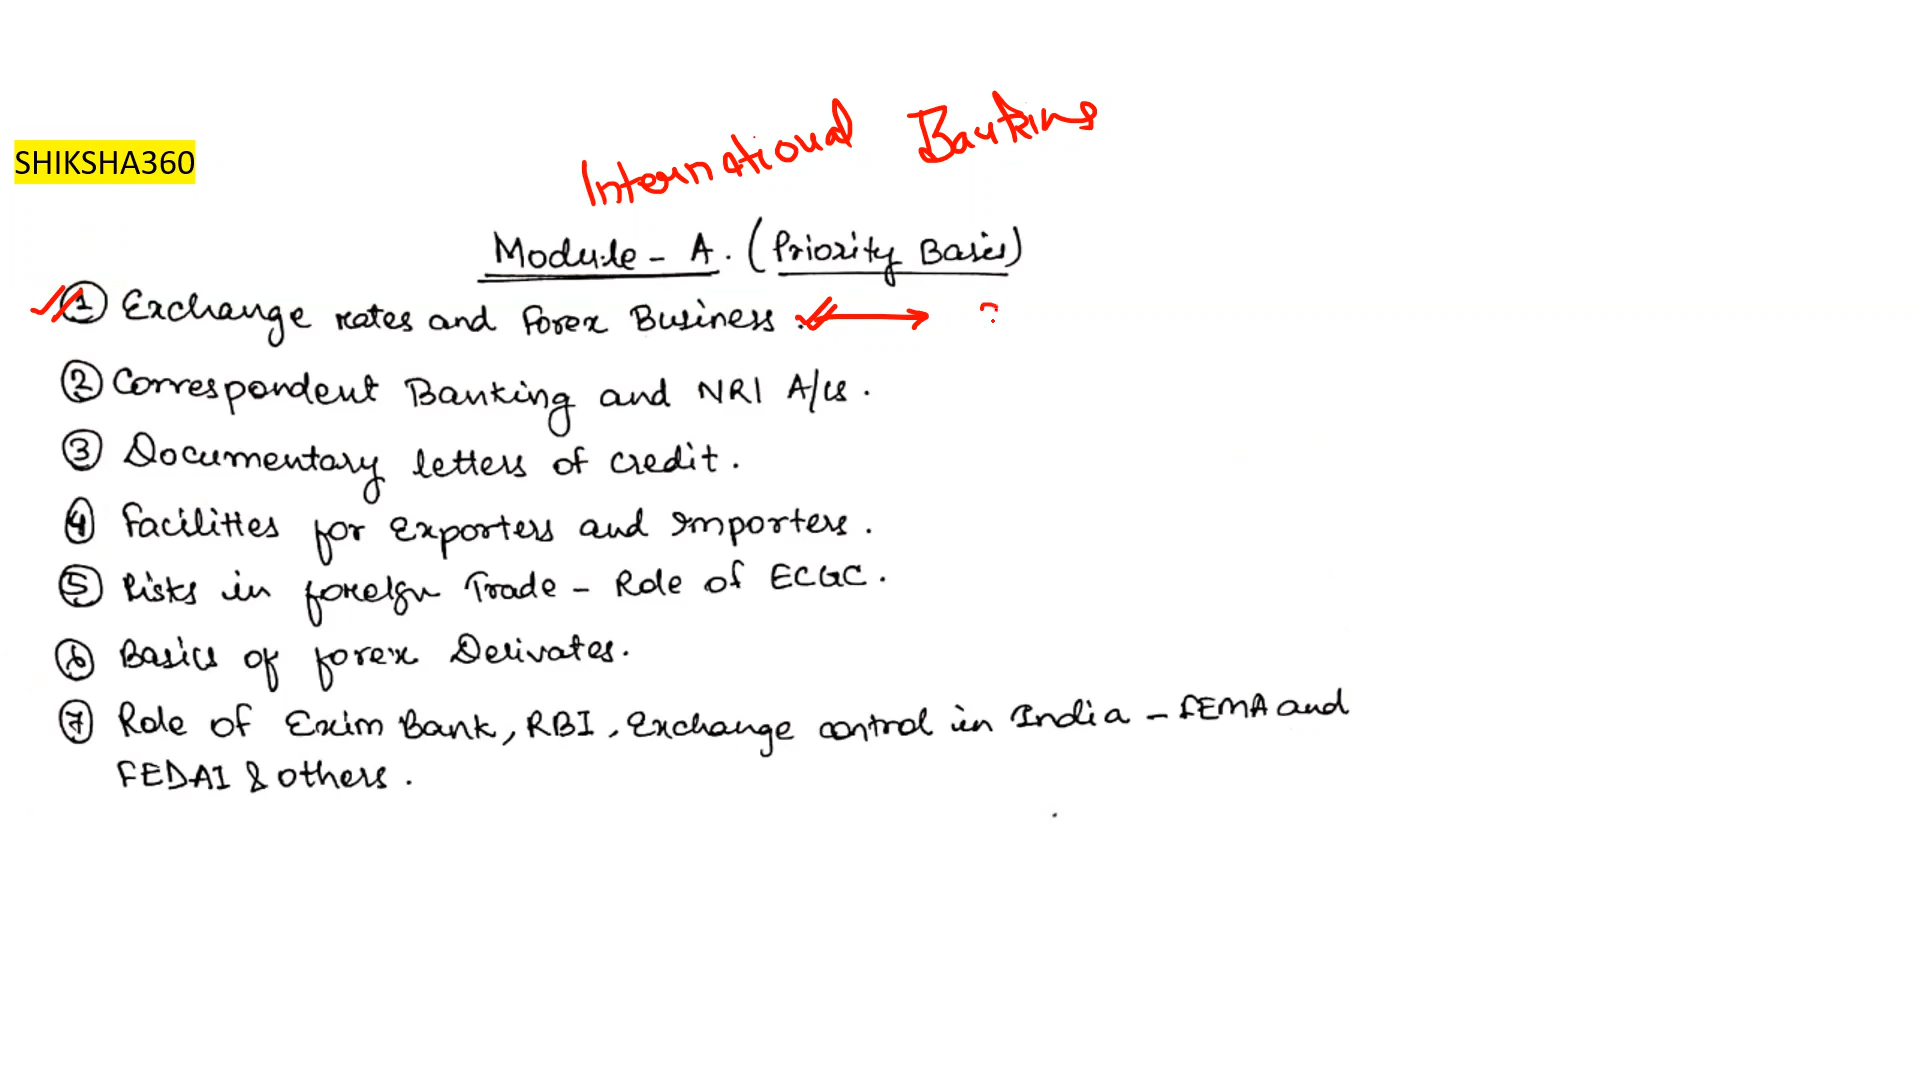 International Banking
SHIKSHA360
Module - A. (Priority Basis)
1 Exchange rates and Forex Business.
?
2 Correspondent Banking and NRI A/cs.
3 Documentary letters of credit.
4 Facilities for Exporters and Importers.
5 Risks in foreign Trade - Role of ECGC.
6 Basics of forex Derivates.
7 Role of Exim Bank, RBI, Exchange control in India - FEMA and
FEDAI & others.